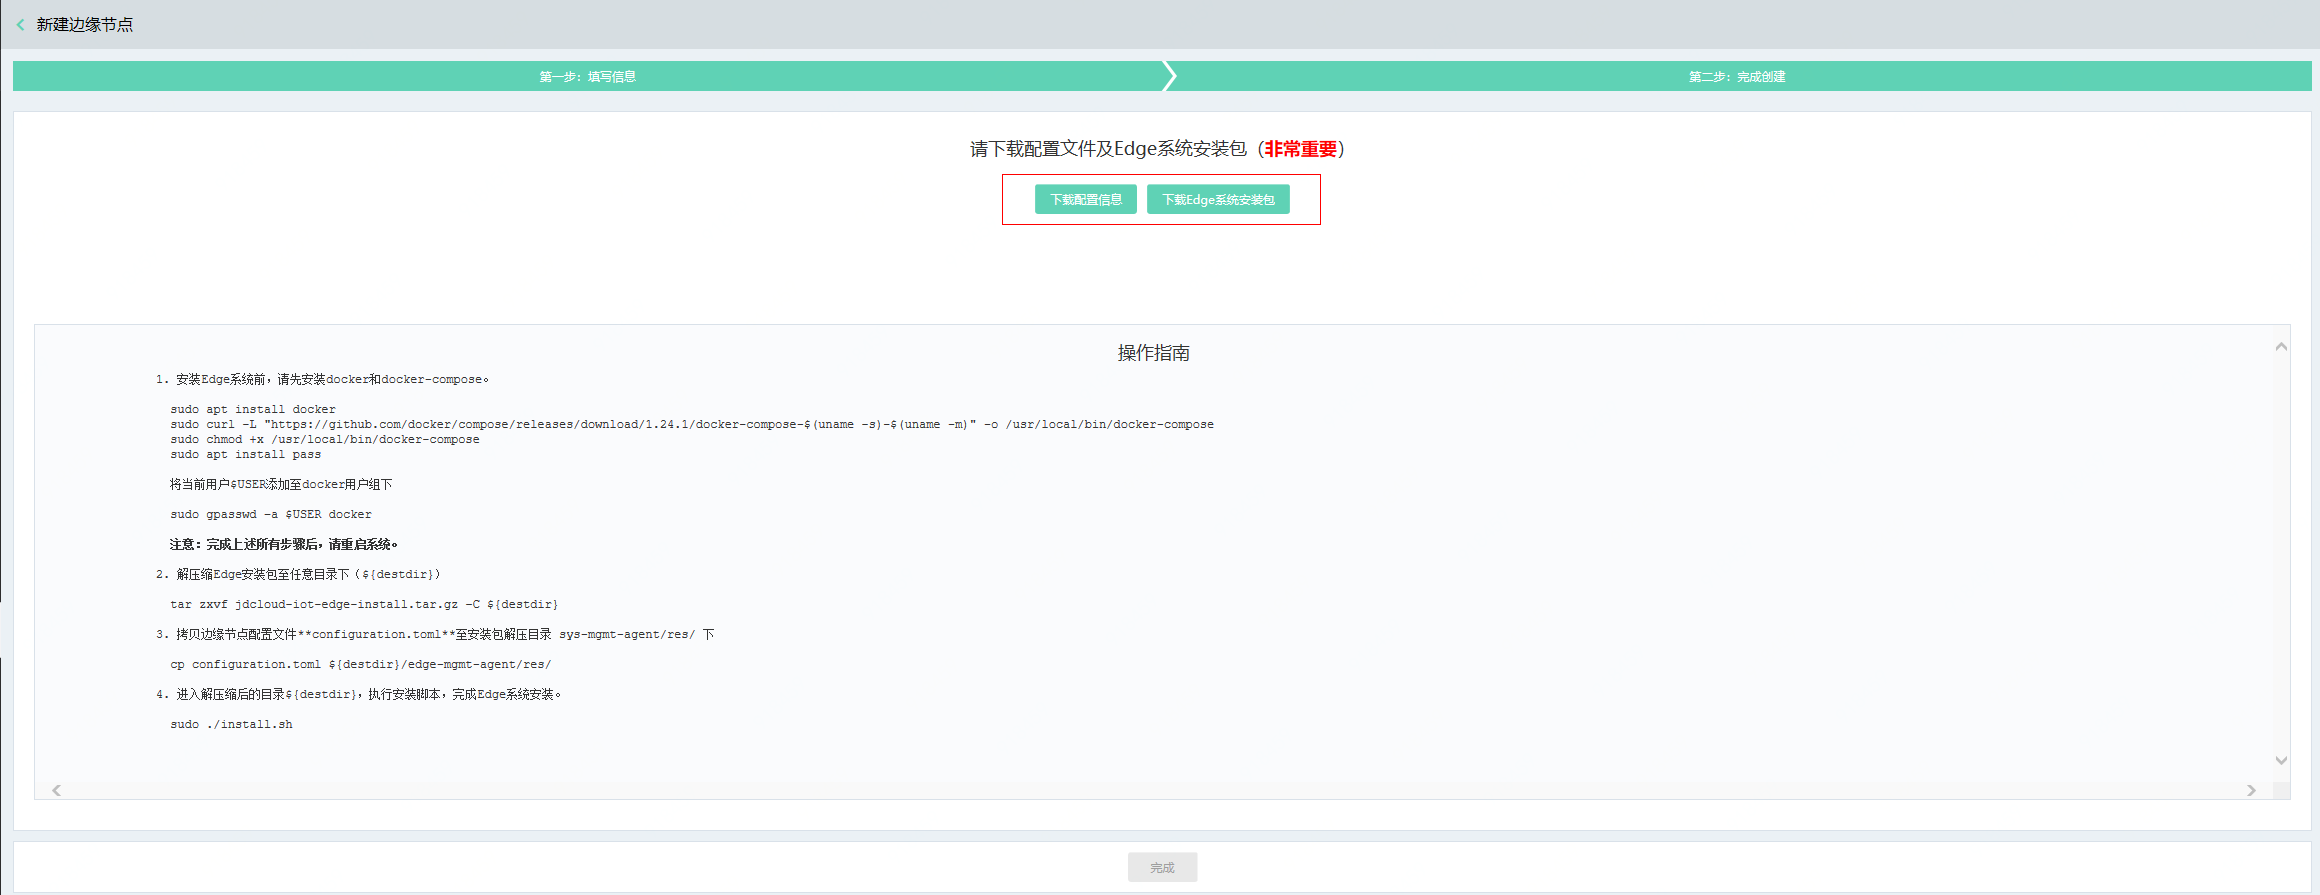 新建边缘节点
第一步：填写信息
第二步：完成创建
请下载配置文件及Edge系统安装包（非常重要）
下载配置信息
下载Edge系统安装包
操作指南
1. 安装Edge系统前，请先安装docker和docker-compose。
sudo apt install docker
sudo curl -L "https://github.com/docker/compose/releases/download/1.24.1/docker-compose-$(uname -s)-$(uname -m)" -o /usr/local/bin/docker-compose
sudo chmod +x /usr/local/bin/docker-compose
sudo apt install pass
将当前用户$USER添加至docker用户组下
sudo gpasswd -a $USER docker
注意：完成上述所有步骤后，请重启系统。
2. 解压缩Edge安装包至任意目录下（${destdir}）
tar zxvf jdcloud-iot-edge-install.tar.gz -C ${destdir}
3. 拷贝边缘节点配置文件**configuration.toml**至安装包解压目录 sys-mgmt-agent/res/ 下
cp configuration.toml ${destdir}/edge-mgmt-agent/res/
4. 进入解压缩后的目录${destdir}，执行安装脚本，完成Edge系统安装。
sudo ./install.sh
完成